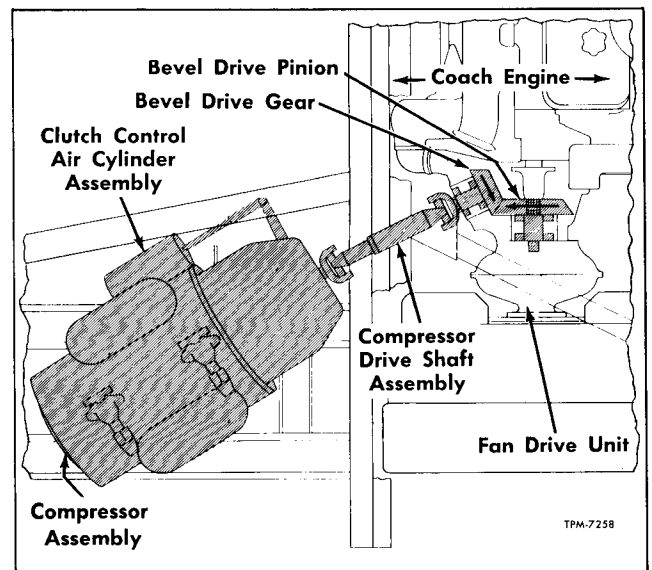 Bevel Drive Pinion
Bevel Drive Gear
Coach Engine
Clutch Control
Air Cylinder
Assembly
Compressor
Drive Shaft
Assembly
Fan Drive Unit
Compressor
Assembly
TPM-7258